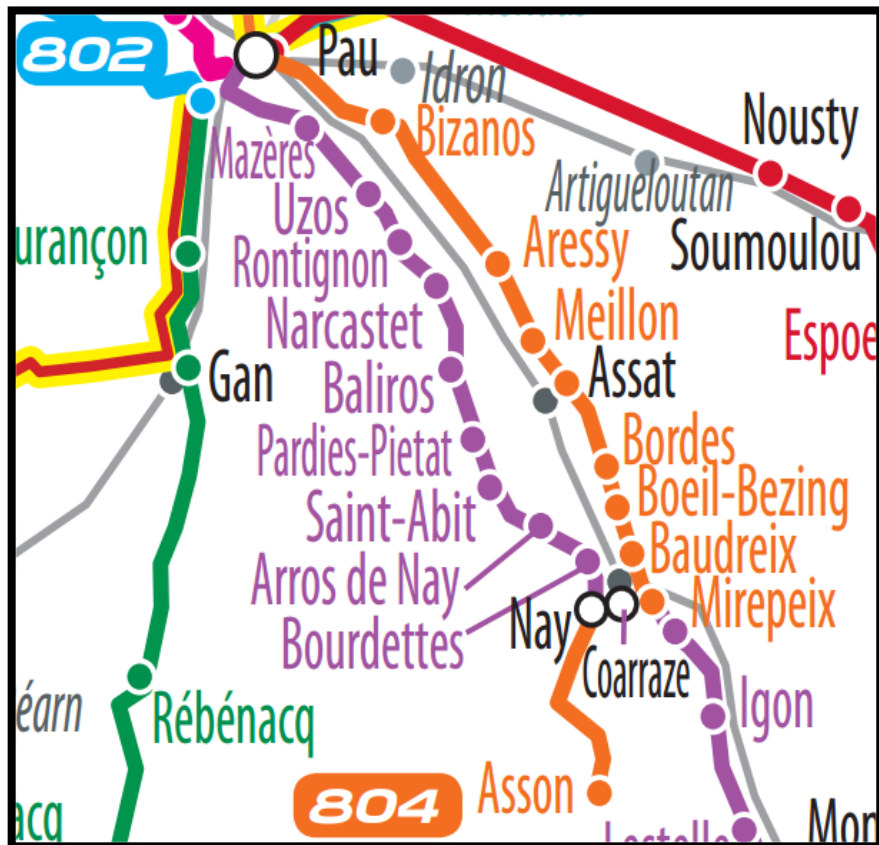 802
Pau
Idron
Bizanos
Nousty
Mazères
Artigueloutan
Uzos
urançon
Aressy
Soumoulou
Rontignon
Meillon
Narcastet
Espoe
Gan
Baliros
Assat
Pardies-Pietat
Bordes
Boeil-Bezing
Saint-Abit
Baudreix
Arros de Nay
Mirepeix
Bourdettes
Nay
Coarraze
éarn
Rébénacq
Igon
Asson
804
acq
Mon